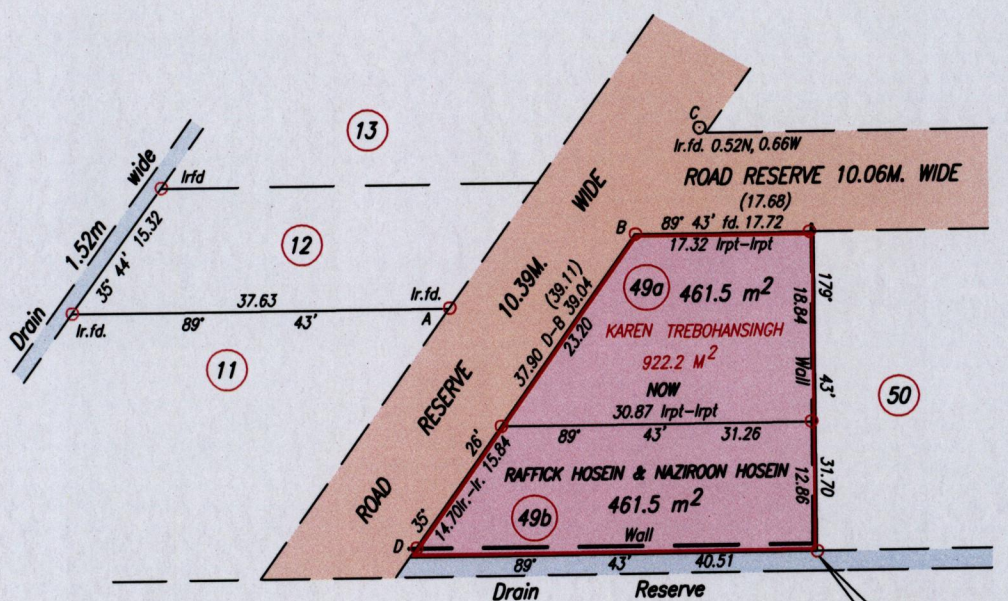 13
C
Ir.fd. 0.52N, 0.66W
ROAD RESERVE 10.06M. WIDE
(17.68)
89° 43' fd. 17.72
B
17.32 Irpt-Irpt
Drain 1.52m wide
Irfd
35° 44' 15.32
12
37.63
89° 43'
Ir.fd.
Ir.fd.
A
11
ROAD RESERVE 10.39M. WIDE
(39.11)
37.90 D-B 39.04
23.20
49a
461.5 m²
KAREN TREBOHANSINGH
922.2 M²
NOW
30.87 Irpt-Irpt
89° 43' 31.26
179° 43'
18.84 Wall
31.70
12.86
50
35° 26'
14.70Ir.-Ir. 15.84
RAFFICK HOSEIN & NAZIROON HOSEIN
461.5 m²
49b
Wall
D
89° 43' 40.51
Drain Reserve